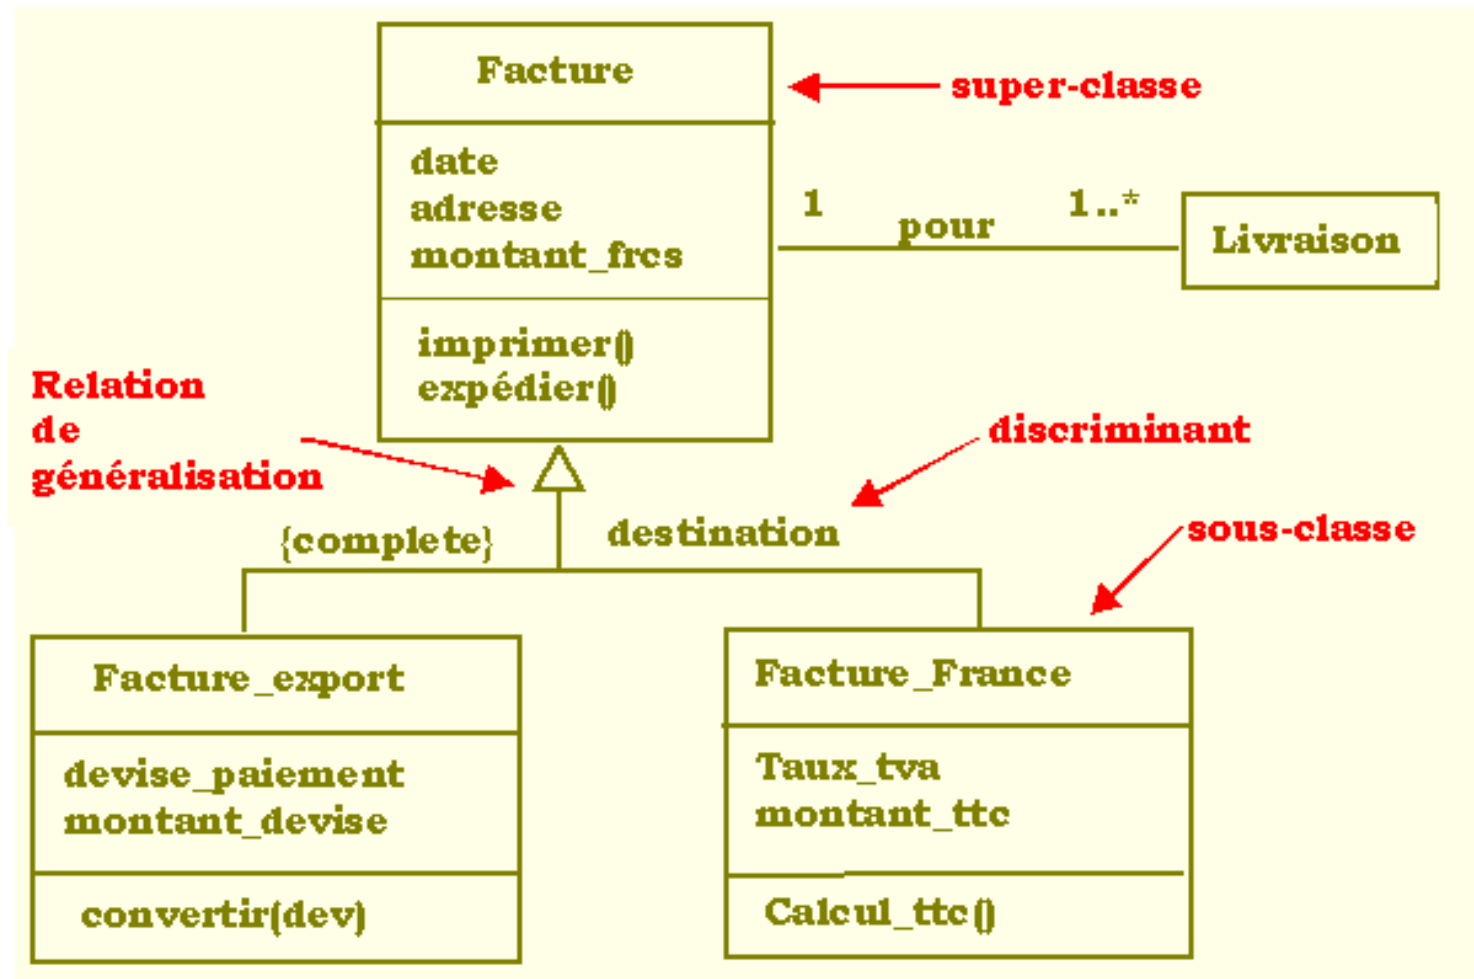 Facture
super-classe
date
adresse
montant_frcs
1
pour
1..*
Livraison
imprimer()
expédier()
Relation
de
généralisation
discriminant
{complete}
destination
sous-classe
Facture_export
devise_paiement
montant_devise
convertir(dev)
Facture_France
Taux_tva
montant_ttc
Calcul_ttc()